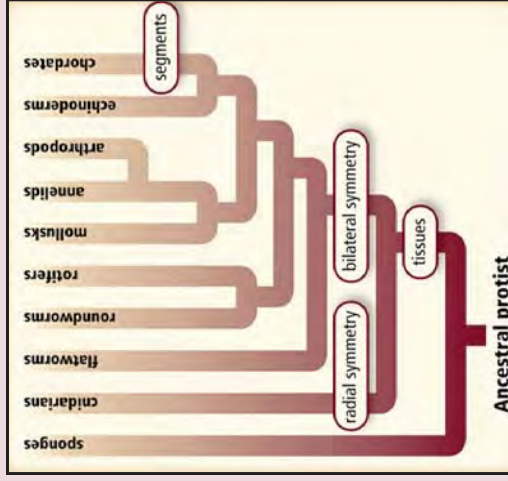 chordates
echinoderms
arthropods
annelids
mollusks
rotifers
roundworms
flatworms
cnidarians
sponges
segments
bilateral symmetry
radial symmetry
tissues
Ancestral protist